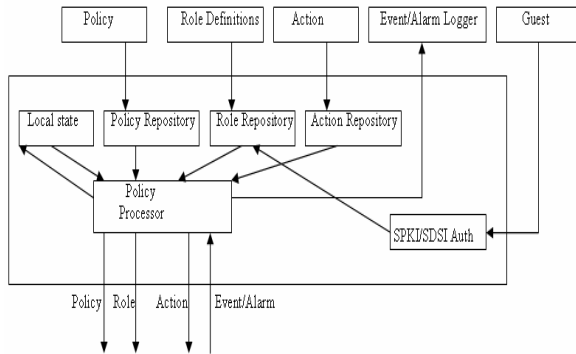 Policy
Role Definitions
Action
Event/Alarm Logger
Guest
Local state
Policy Repository
Role Repository
Action Repository
Policy
Processor
SPKI/SDSI Auth
Policy
Role
Action
Event/Alarm